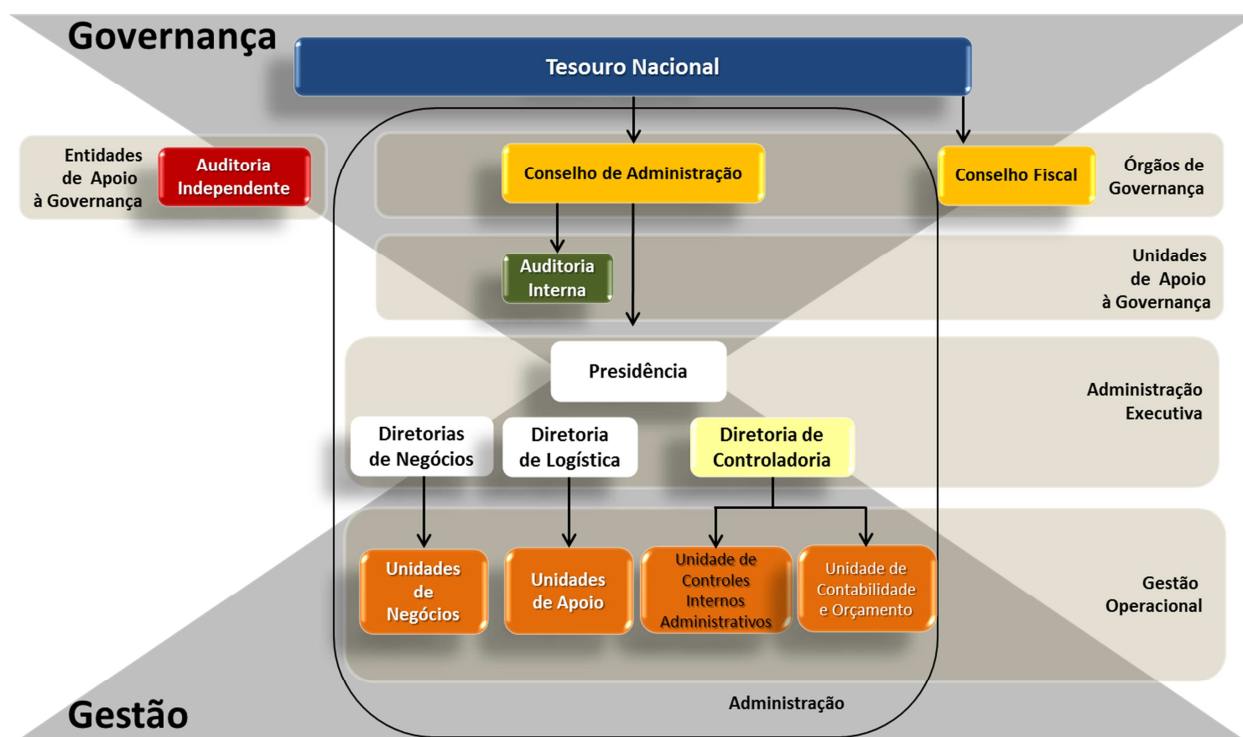 Governança
Tesouro Nacional
Entidades
de Apoio
à Governança
Auditoria
Independente
Conselho de Administração
Conselho Fiscal
Órgãos de
Governança
Auditoria
Interna
Unidades
de Apoio
à Governança
Presidência
Administração
Executiva
Diretorias
de Negócios
Diretoria
de Logística
Diretoria de
Controladoria
Unidades
de
Negócios
Unidades
de Apoio
Unidade de
Controles
Internos
Administrativos
Unidade de
Contabilidade
e Orçamento
Gestão
Operacional
Administração
Gestão